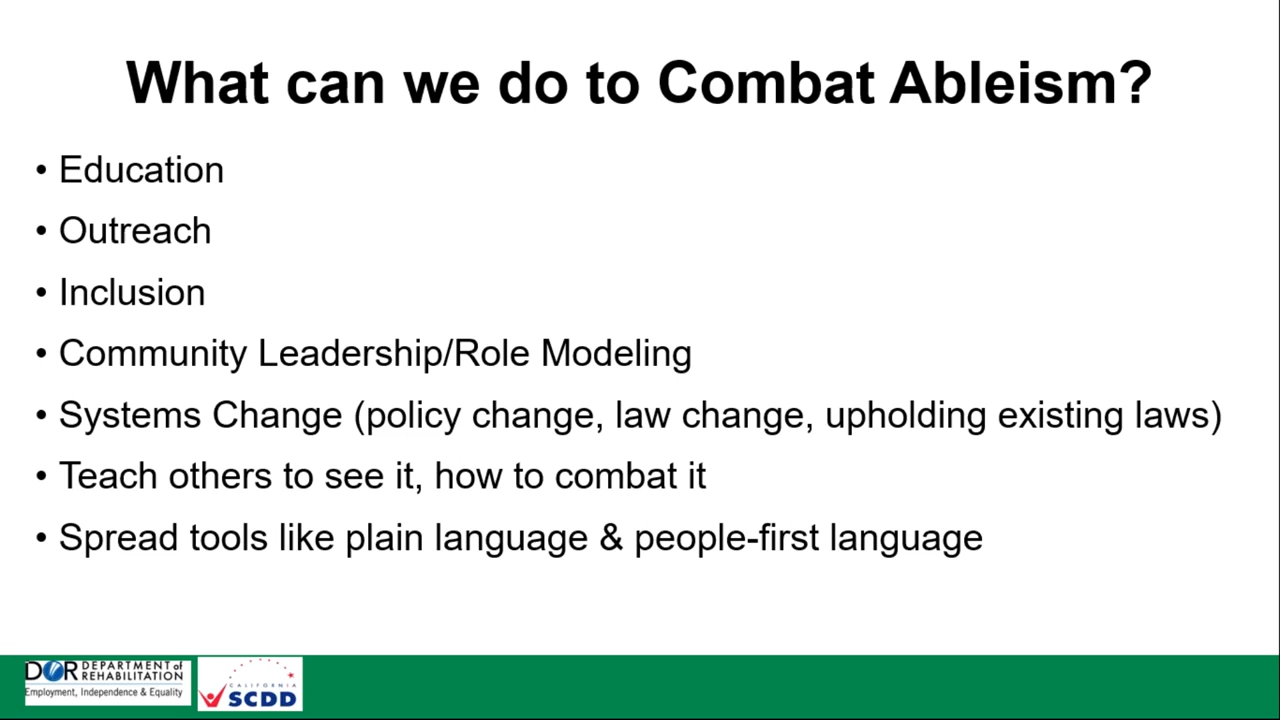 What can we do to Combat Ableism?
• Education
• Outreach
• Inclusion
• Community Leadership/Role Modeling
• Systems Change (policy change, law change, upholding existing laws)
• Teach others to see it, how to combat it
• Spread tools like plain language & people-first language
DOR DEPARTMENT of REHABILITATION
Employment, Independence & Equality
CALIFORNIA
SCDD